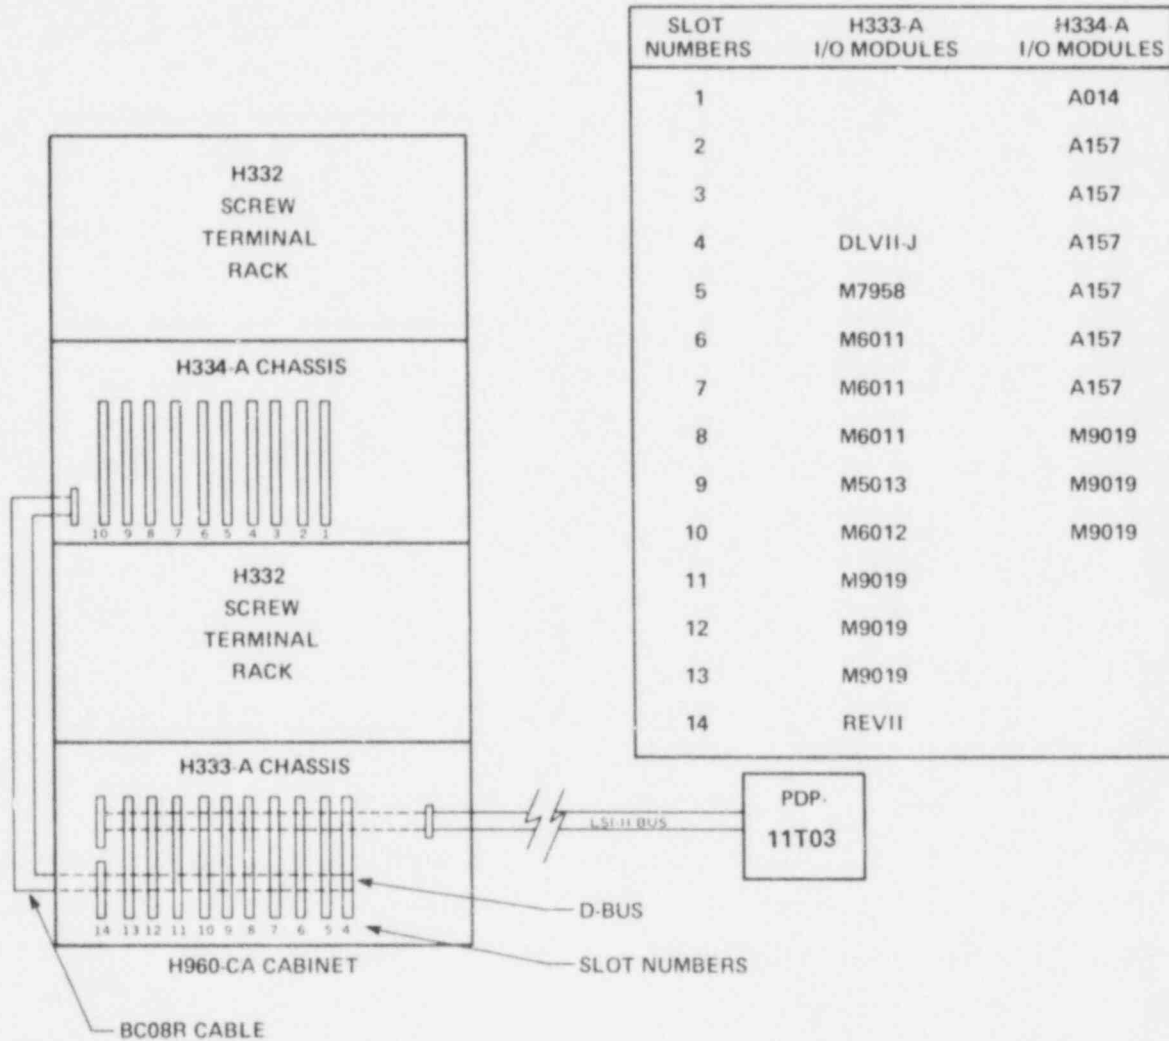 SLOT NUMBERS H333-A I/O MODULES H334-A I/O MODULES
1 A014
2 A157
3 A157
4 DLVII-J A157
5 M7958 A157
6 M6011 A157
7 M6011 A157
8 M6011 M9019
9 M5013 M9019
10 M6012 M9019
11 M9019
12 M9019
13 M9019
14 REVII
H332
SCREW
TERMINAL
RACK
H334-A CHASSIS
10 9 8 7 6 5 4 3 2 1
H332
SCREW
TERMINAL
RACK
H333-A CHASSIS
LSI-II BUS
PDP-
11T03
D-BUS
14 13 12 11 10 9 8 7 6 5 4
SLOT NUMBERS
H960-CA CABINET
BC08R CABLE